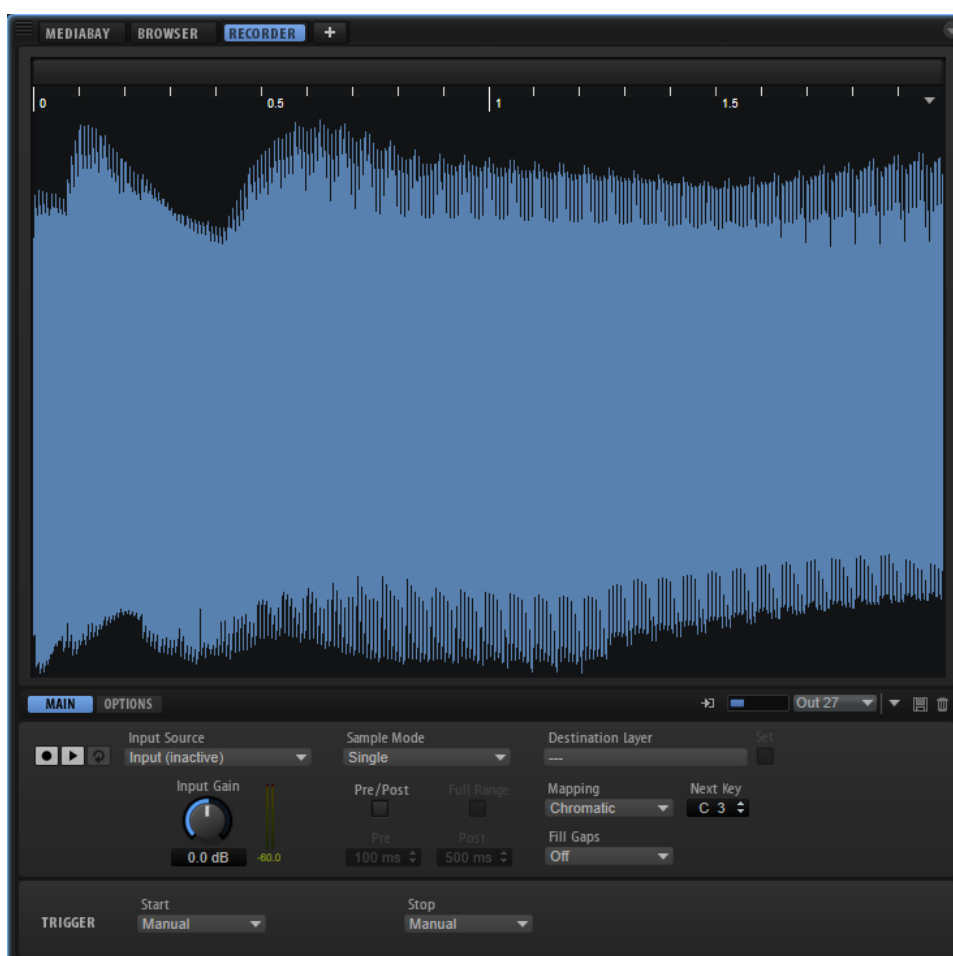 MEDIABAY BROWSER RECORDER +
0 0.5 1 1.5
MAIN OPTIONS Out 27
Input Source Sample Mode Destination Layer Set
Input (inactive) Single ---
Input Gain Pre/Post Full Range Mapping Next Key
Chromatic C 3
Pre Post Fill Gaps
0.0 dB -60.0 100 ms 500 ms Off
Start Stop
TRIGGER Manual Manual